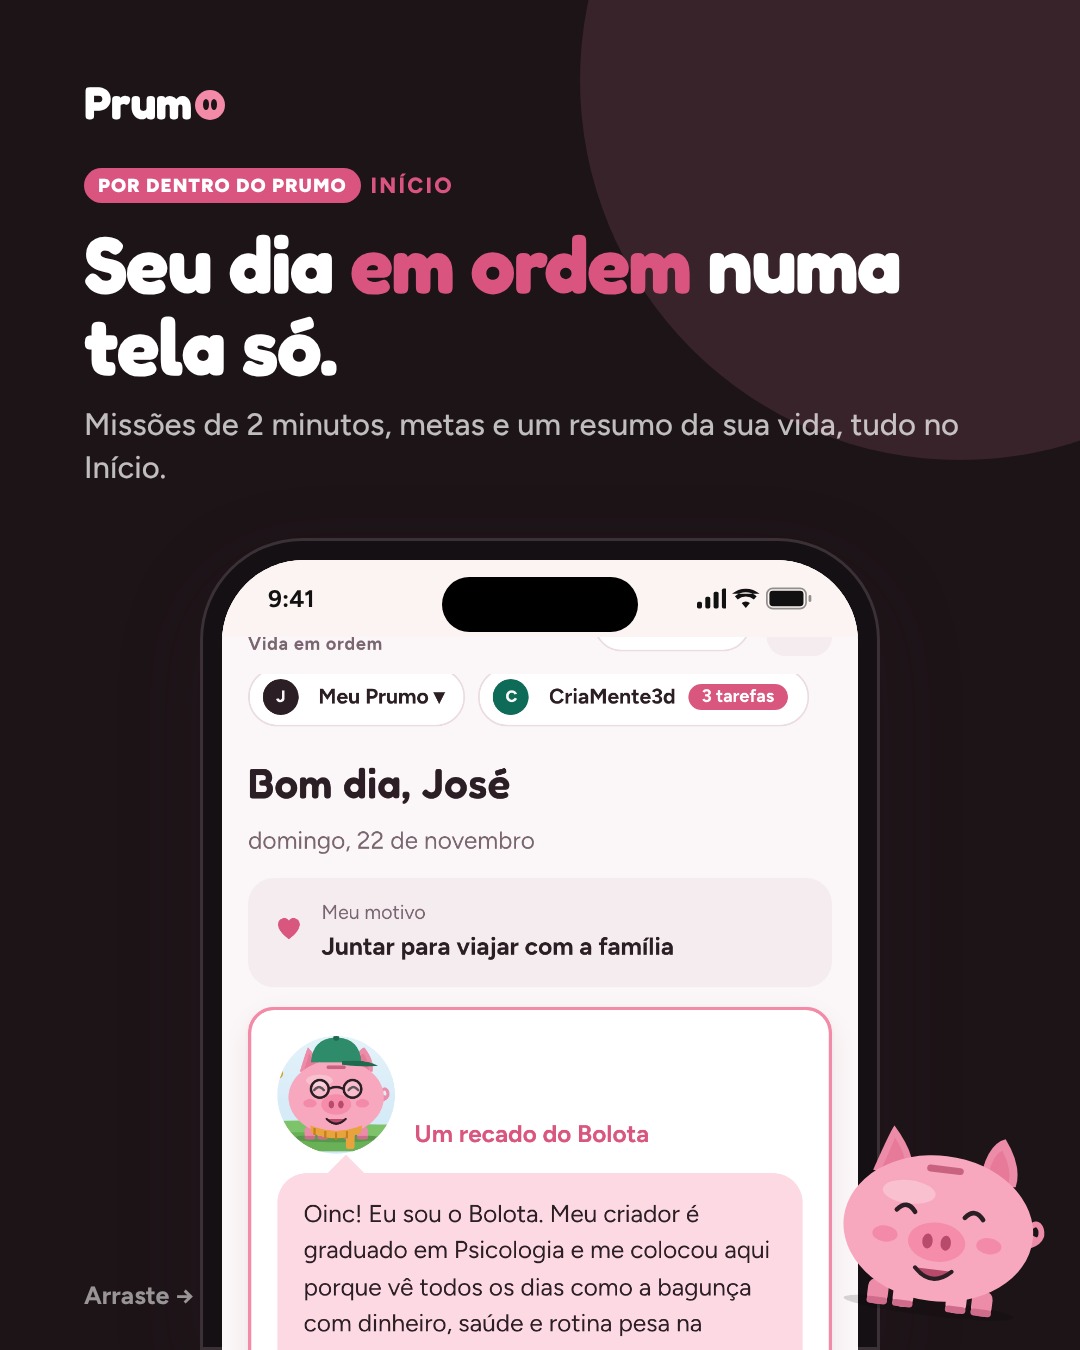 Prum
POR DENTRO DO PRUMO INÍCIO
Seu dia em ordem numa
tela só.
Missões de 2 minutos, metas e um resumo da sua vida, tudo no
Início.
9:41
Vida em ordem
J Meu Prumo ▾ C CriaMente3d 3 tarefas
Bom dia, José
domingo, 22 de novembro
Meu motivo
Juntar para viajar com a família
Um recado do Bolota
Oinc! Eu sou o Bolota. Meu criador é
graduado em Psicologia e me colocou aqui
porque vê todos os dias como a bagunça
com dinheiro, saúde e rotina pesa na
Arraste →